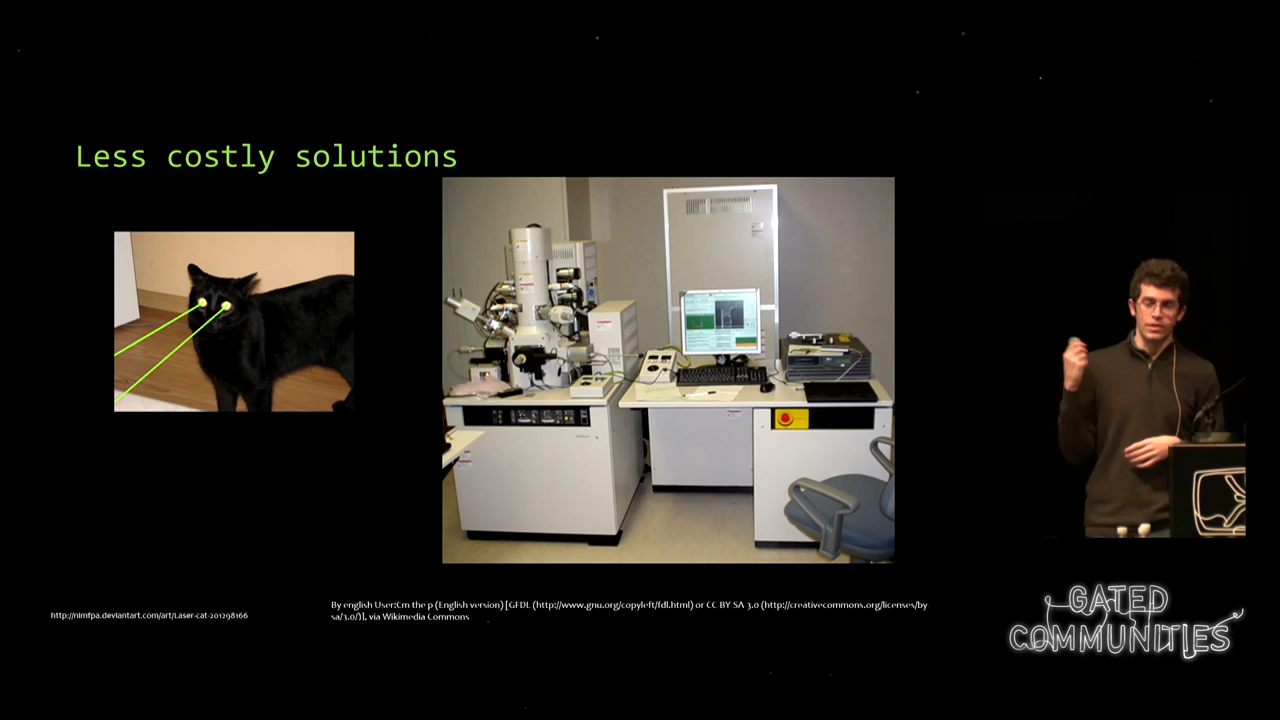 Less costly solutions
http://nimfpa.deviantart.com/art/Laser-cat-201298166
By english User:Cm the p (English version) [GFDL (http://www.gnu.org/copyleft/fdl.html) or CC BY SA 3.0 (http://creativecommons.org/licenses/by
sa/3.0/)], via Wikimedia Commons
GATED
COMMUNITIES